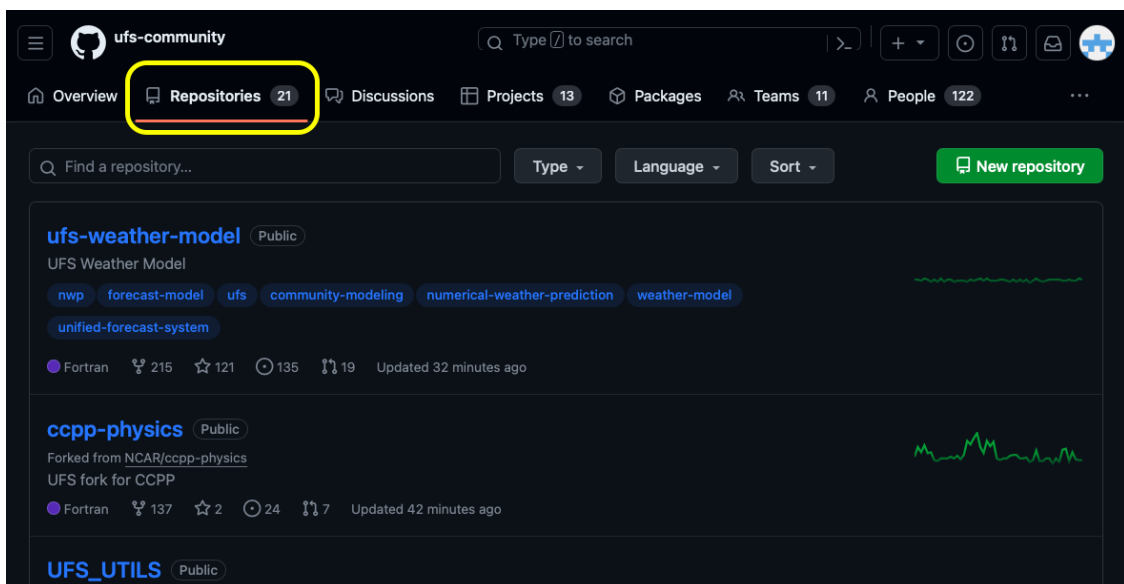 ufs-community
Type / to search
Overview Repositories 21 Discussions Projects 13 Packages Teams 11 People 122 ...
Find a repository... Type Language Sort New repository
ufs-weather-model Public
UFS Weather Model
nwp forecast-model ufs community-modeling numerical-weather-prediction weather-model
unified-forecast-system
Fortran 215 121 135 19 Updated 32 minutes ago
ccpp-physics Public
Forked from NCAR/ccpp-physics
UFS fork for CCPP
Fortran 137 2 24 7 Updated 42 minutes ago
UFS_UTILS Public